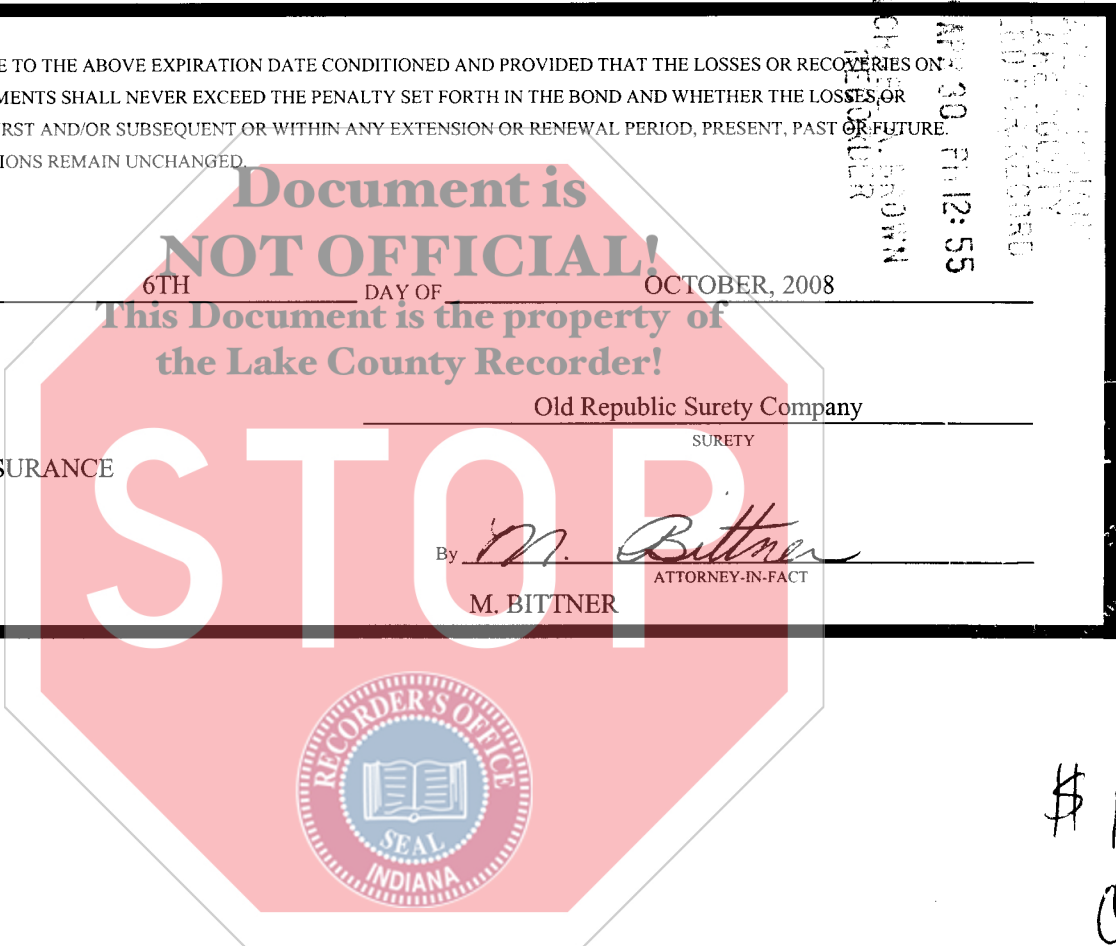 E TO THE ABOVE EXPIRATION DATE CONDITIONED AND PROVIDED THAT THE LOSSES OR RECOVERIES ON
MENTS SHALL NEVER EXCEED THE PENALTY SET FORTH IN THE BOND AND WHETHER THE LOSSES OR
RST AND/OR SUBSEQUENT OR WITHIN ANY EXTENSION OR RENEWAL PERIOD, PRESENT, PAST OR FUTURE.
IONS REMAIN UNCHANGED.
30 PM 12:55
RECORDER
Document is
NOT OFFICIAL!
6TH DAY OF OCTOBER, 2008
This Document is the property of
the Lake County Recorder!
Old Republic Surety Company
SURETY
SURANCE
STOP
By M. Bittner
ATTORNEY-IN-FACT
M. BITTNER
RECORDER'S OFFICE
SEAL
INDIANA
$